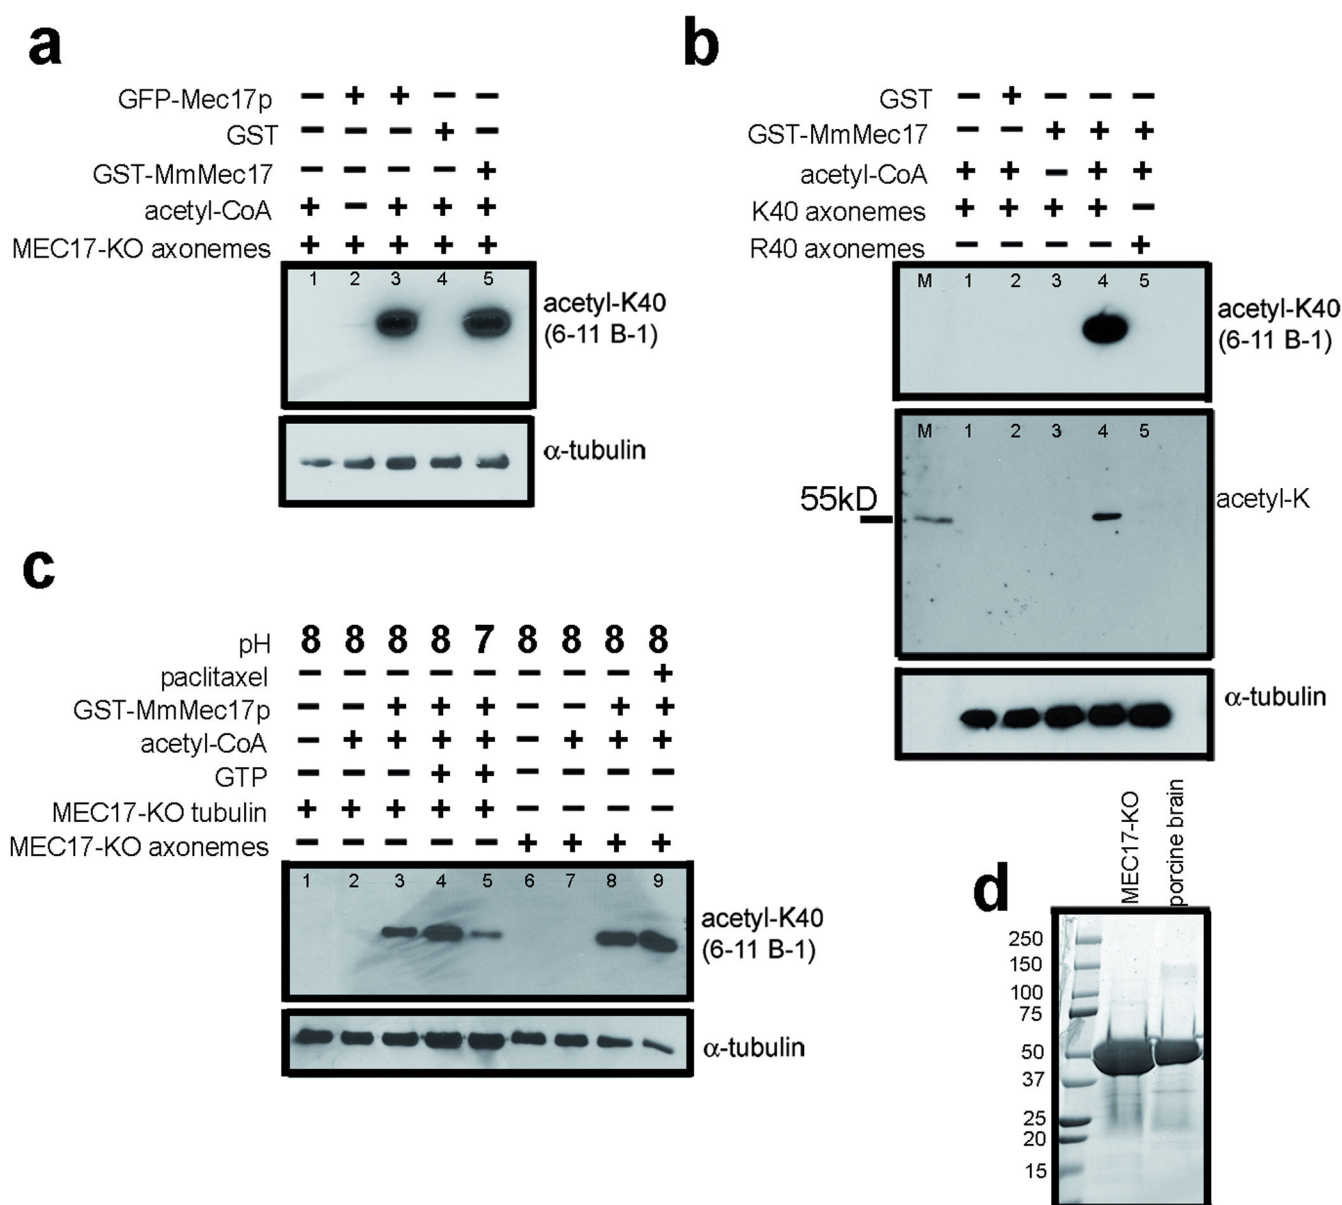 a
GFP-Mec17p − + + − −
GST − − − + −
GST-MmMec17 − − − − +
acetyl-CoA + − + + +
MEC17-KO axonemes + + + + +
1 2 3 4 5
acetyl-K40
(6-11 B-1)
α-tubulin
b
GST − + − − −
GST-MmMec17 − − + + +
acetyl-CoA + + − + +
K40 axonemes + + + + −
R40 axonemes − − − − +
M 1 2 3 4 5
acetyl-K40
(6-11 B-1)
M 1 2 3 4 5
55kD
acetyl-K
α-tubulin
c
pH 8 8 8 8 7 8 8 8 8
paclitaxel − − − − − − − − +
GST-MmMec17p − − + + + − − + +
acetyl-CoA − + + + + − + + +
GTP − − − + + − − − −
MEC17-KO tubulin + + + + + − − − −
MEC17-KO axonemes − − − − − + + + +
1 2 3 4 5 6 7 8 9
acetyl-K40
(6-11 B-1)
α-tubulin
d
MEC17-KO
porcine brain
250
150
100
75
50
37
25
20
15